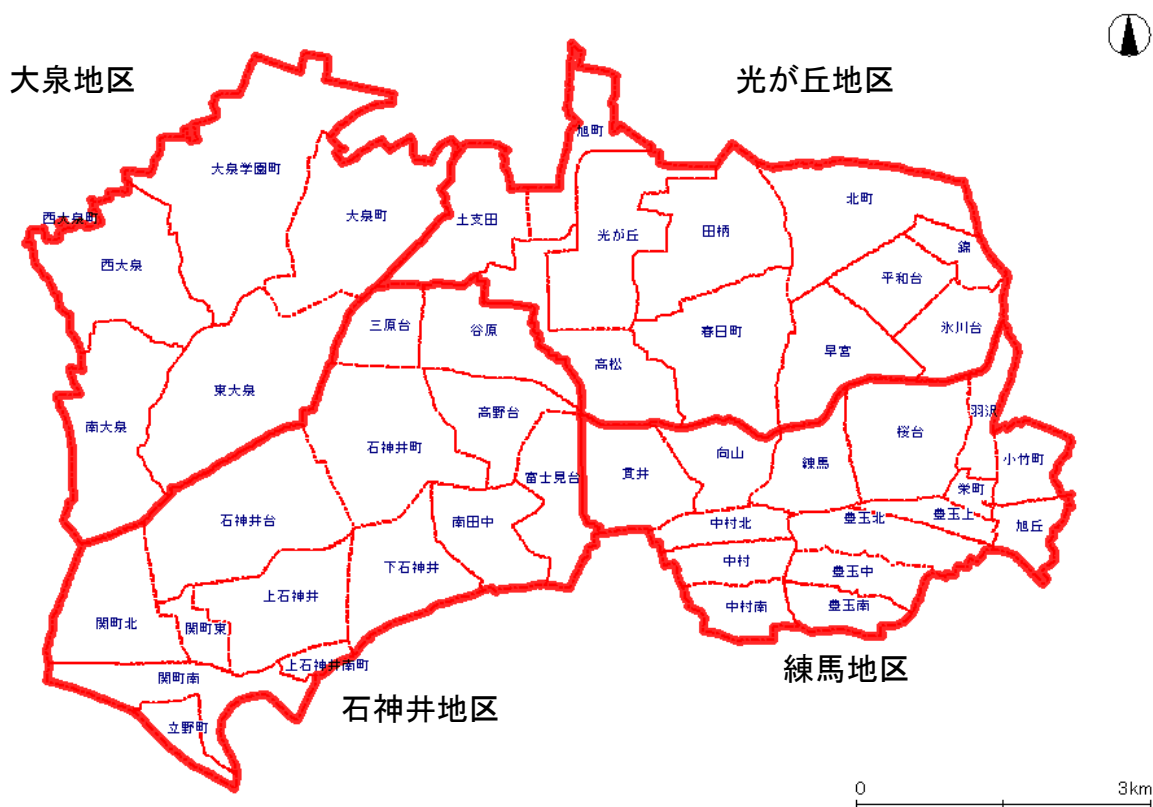 大泉地区
光が丘地区
旭町
大泉学園町
大泉町
西大泉町
土支田
北町
光が丘
田柄
西大泉
錦
平和台
三原台
谷原
春日町
氷川台
早宮
高松
東大泉
南大泉
高野台
羽沢
桜台
石神井町
向山
練馬
小竹町
貫井
富士見台
栄町
石神井台
南田中
中村北
豊玉北
豊玉上
旭丘
下石神井
中村
豊玉中
上石神井
中村南
豊玉南
関町北
関町東
上石神井南町
練馬地区
関町南
石神井地区
立野町
0
3km